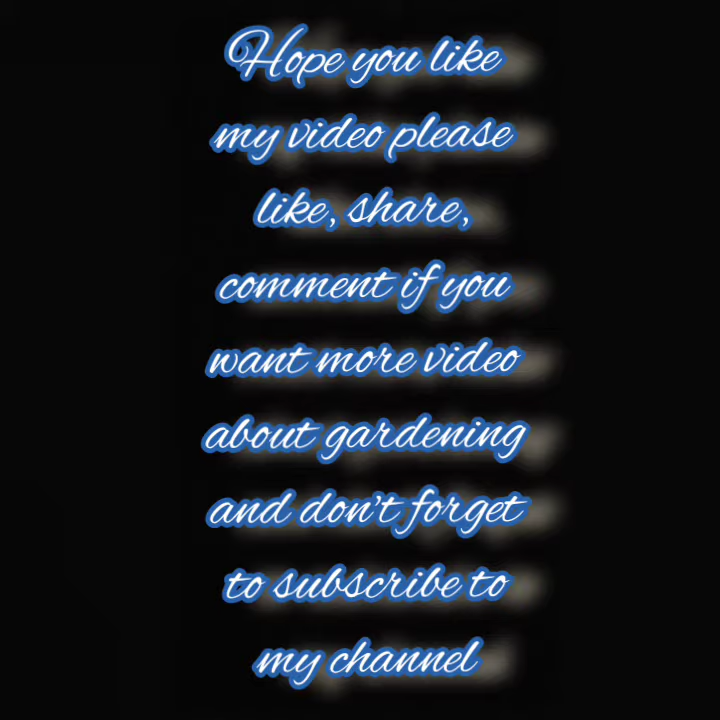 Hope you like
my video please
like, share,
comment if you
want more video
about gardening
and don't forget
to subscribe to
my channel